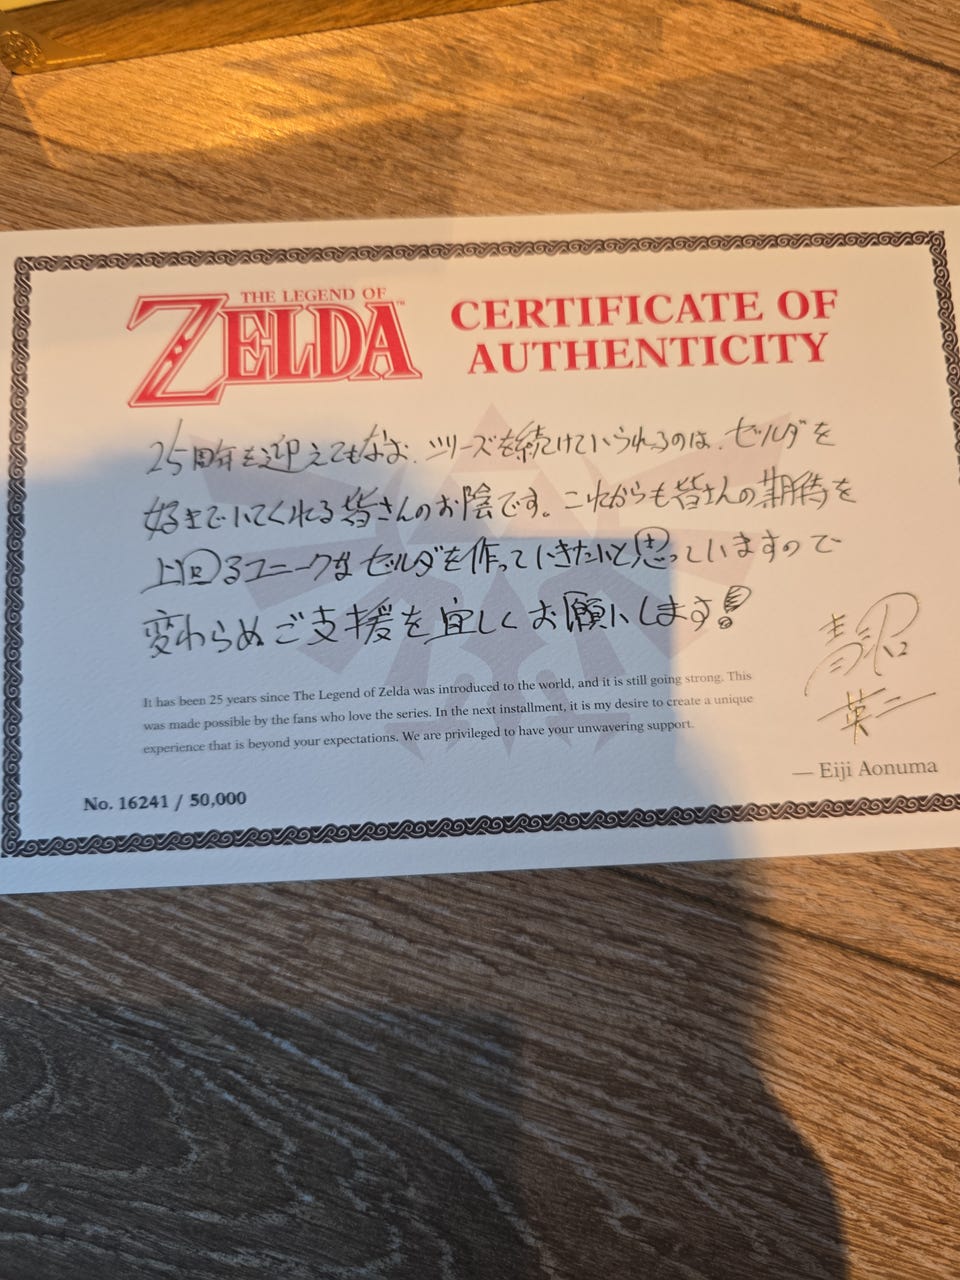 THE LEGEND OF
ZELDA™
CERTIFICATE OF
AUTHENTICITY
25周年を迎えてもなお、シリーズを続けていられるのは、ゼルダを
好きでいてくれる皆さんのお陰です。これからも皆さんの期待を
上回るユニークなゼルダを作っていきたいと思っていますので
変わらぬご支援を宜しくお願いします!
It has been 25 years since The Legend of Zelda was introduced to the world, and it is still going strong. This
was made possible by the fans who love the series. In the next installment, it is my desire to create a unique
experience that is beyond your expectations. We are privileged to have your unwavering support.
青沼
英二
— Eiji Aonuma
No. 16241 / 50,000